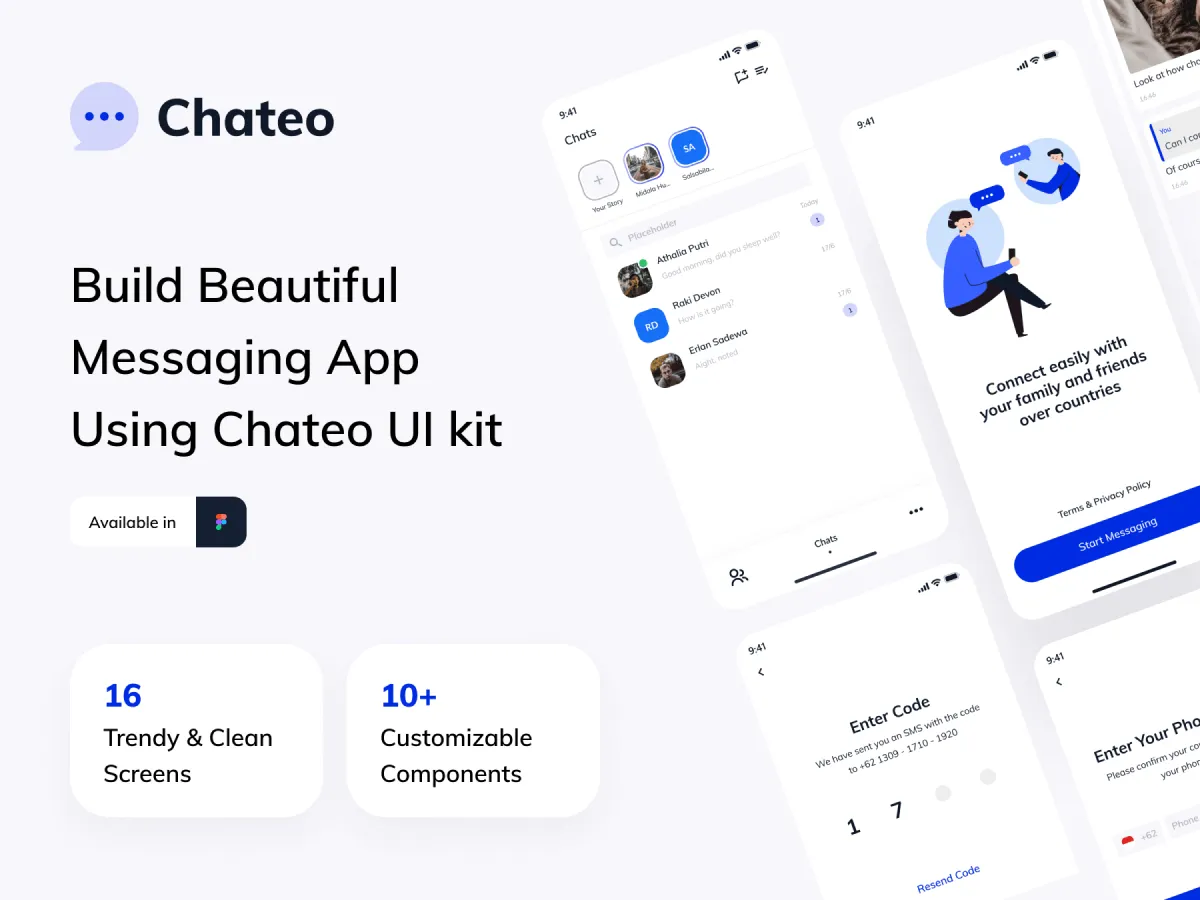 Chateo
Build Beautiful
Messaging App
Using Chateo UI kit
Available in
16
Trendy & Clean
Screens
10+
Customizable
Components
9:41
Chats
Your Story
Midala Hu...
SA
Salsabila...
Placeholder
Athalia Putri
Today
Good morning, did you sleep well?
1
RD
Raki Devon
17/6
How is it going?
Erlan Sadewa
17/6
Aight, noted
1
Chats
9:41
Connect easily with
your family and friends
over countries
Terms & Privacy Policy
Start Messaging
Look at how
16.46
You
Can I
Of
16.46
9:41
Enter Code
We have sent you an SMS with the code
to +62 1309 - 1710 - 1920
1 7
Resend Code
9:41
Enter Your
Please confirm your
your
+62
Phone